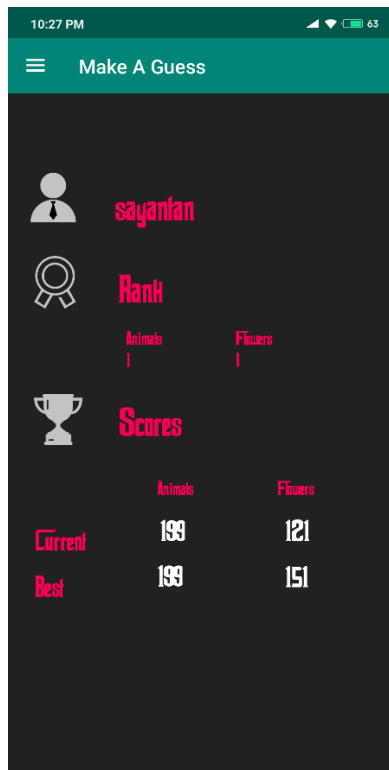 10:27 PM 63
Make A Guess
sayantan
Rank
Animals Flowers
1 1
Scores
Animals Flowers
Current 199 121
Best 199 151